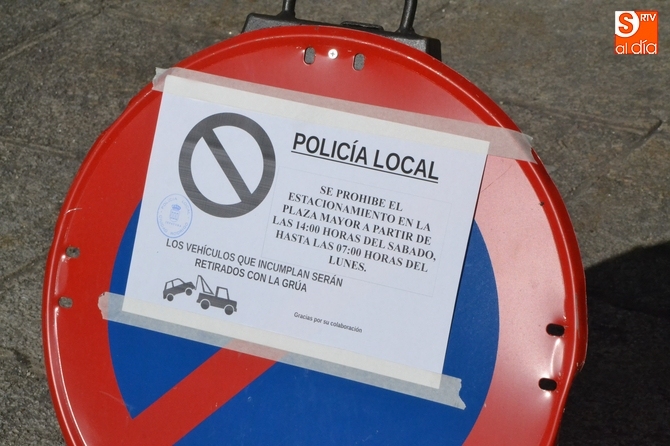 S RTV
al día
POLICÍA LOCAL
SE PROHIBE EL
ESTACIONAMIENTO EN LA
PLAZA MAYOR A PARTIR DE
LAS 14:00 HORAS DEL SABADO,
HASTA LAS 07:00 HORAS DEL
LUNES.
LOS VEHÍCULOS QUE INCUMPLAN SERÁN
RETIRADOS CON LA GRÚA
Gracias por su colaboración